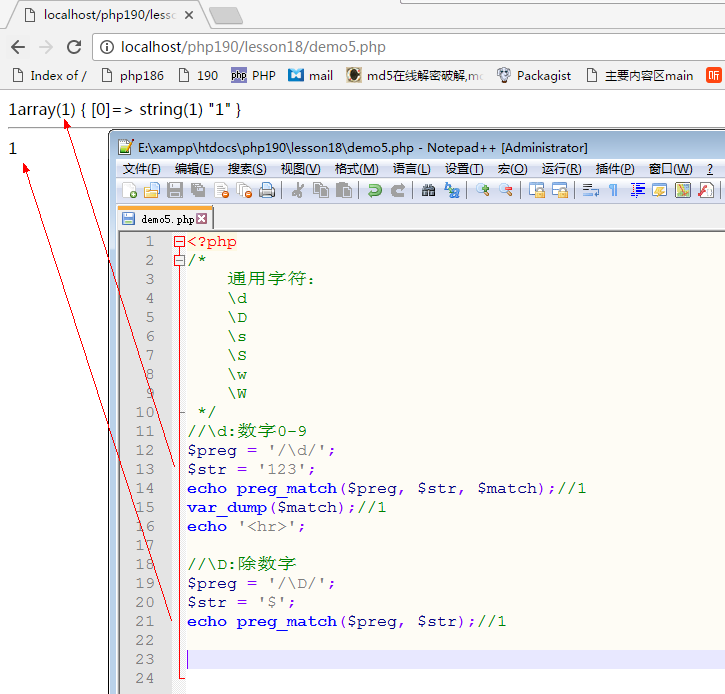 localhost/php190/less
localhost/php190/lesson18/demo5.php
Index of / php186 190 php PHP mail md5在线解密破解,md Packagist 主要内容区main 听
1array(1) { [0]=> string(1) "1" }
1
E:\xampp\htdocs\php190\lesson18\demo5.php - Notepad++ [Administrator]
文件(F) 编辑(E) 搜索(S) 视图(V) 格式(M) 语言(L) 设置(T) 宏(O) 运行(R) 插件(P) 窗口(W) ?
demo5.php
1 <?php
2 /*
3 通用字符:
4 \d
5 \D
6 \s
7 \S
8 \w
9 \W
10 */
11 //\d:数字0-9
12 $preg = '/\d/';
13 $str = '123';
14 echo preg_match($preg, $str, $match);//1
15 var_dump($match);//1
16 echo '<hr>';
17
18 //\D:除数字
19 $preg = '/\D/';
20 $str = '$';
21 echo preg_match($preg, $str);//1
22
23
24